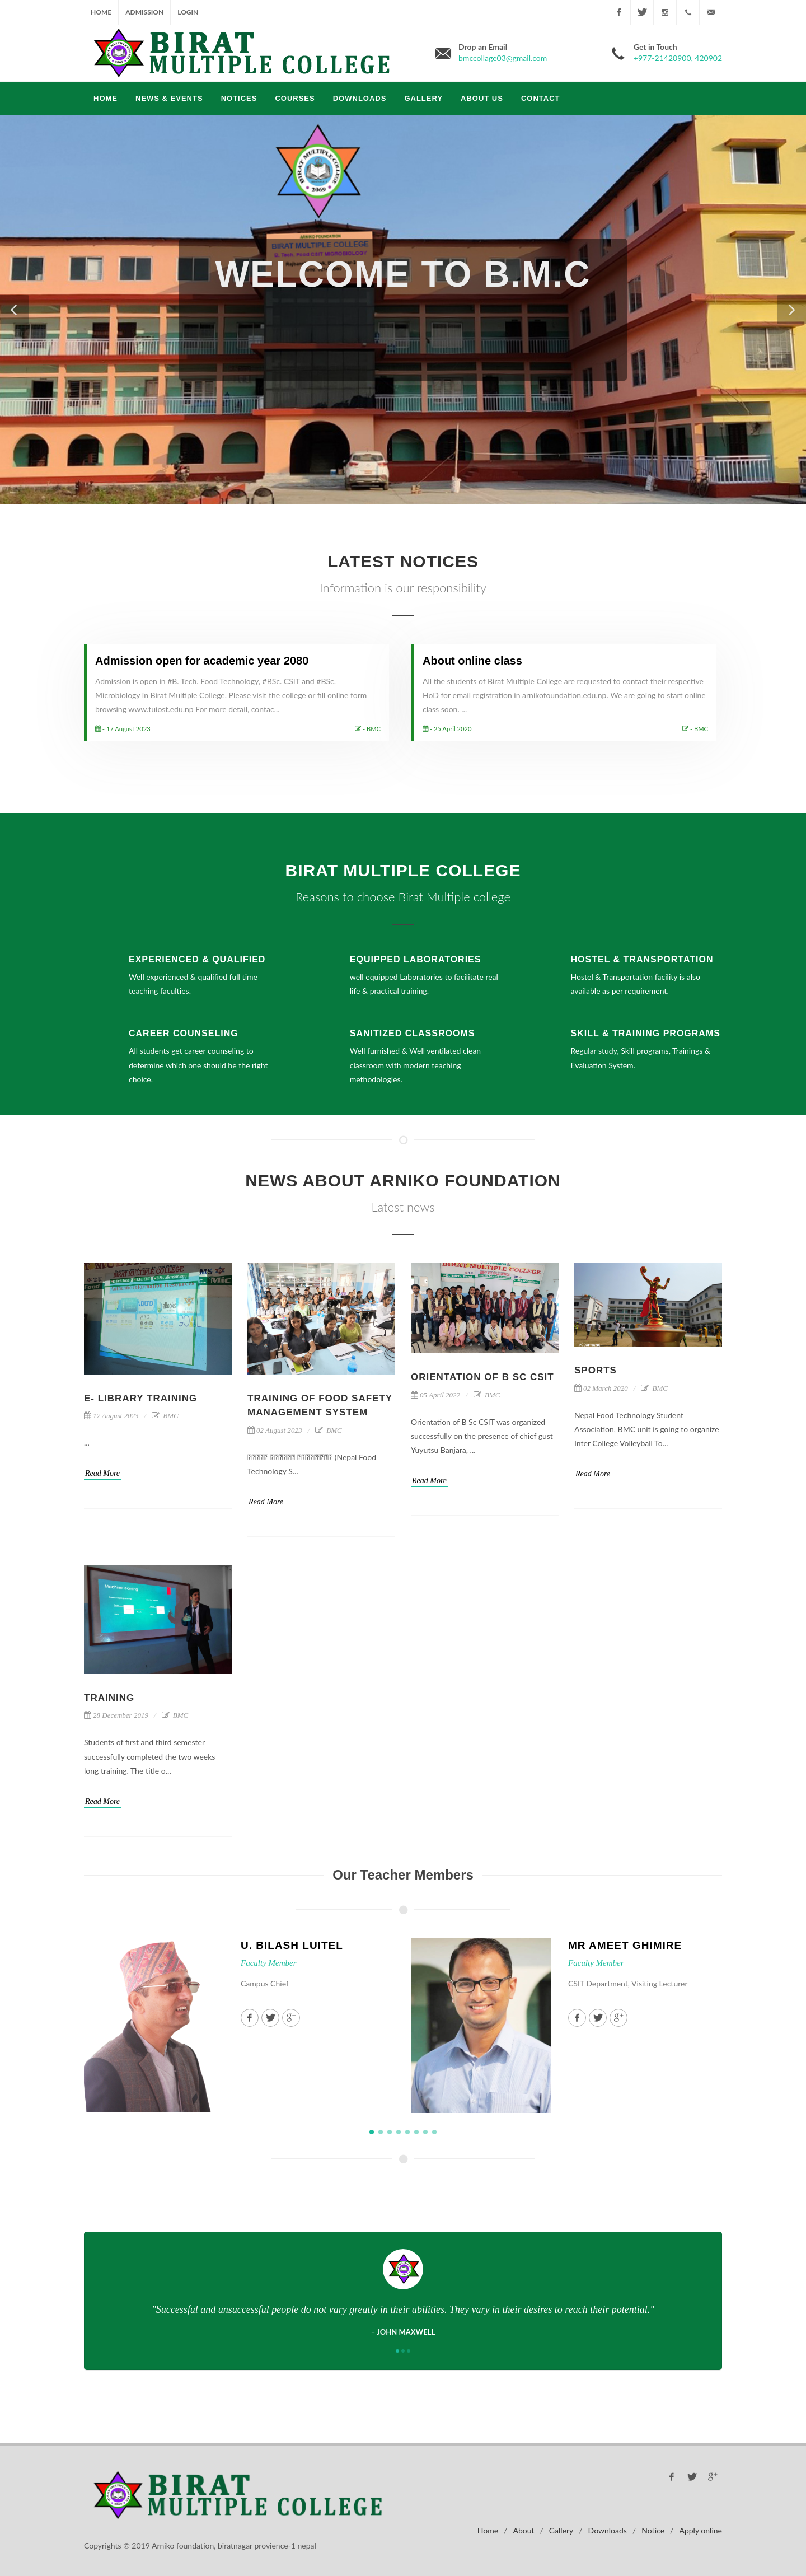 HOME ADMISSION LOGIN
BIRAT
MULTIPLE COLLEGE
Drop an Email
bmccollage03@gmail.com
Get in Touch
+977-21420900, 420902
HOME NEWS & EVENTS NOTICES COURSES DOWNLOADS GALLERY ABOUT US CONTACT
2069
BIRAT MULTIPLE COLLEGE
WELCOME TO B.M.C
LATEST NOTICES
Information is our responsibility
Admission open for academic year 2080
Admission is open in #B. Tech. Food Technology, #BSc. CSIT and #BSc.
Microbiology in Birat Multiple College. Please visit the college or fill online form
browsing www.tuiost.edu.np For more detail, contac...
- 17 August 2023 - BMC
About online class
All the students of Birat Multiple College are requested to contact their respective
HoD for email registration in arnikofoundation.edu.np. We are going to start online
class soon. ...
- 25 April 2020 - BMC
BIRAT MULTIPLE COLLEGE
Reasons to choose Birat Multiple college
EXPERIENCED & QUALIFIED
Well experienced & qualified full time
teaching faculties.
EQUIPPED LABORATORIES
well equipped Laboratories to facilitate real
life & practical training.
HOSTEL & TRANSPORTATION
Hostel & Transportation facility is also
available as per requirement.
CAREER COUNSELING
All students get career counseling to
determine which one should be the right
choice.
SANITIZED CLASSROOMS
Well furnished & Well ventilated clean
classroom with modern teaching
methodologies.
SKILL & TRAINING PROGRAMS
Regular study, Skill programs, Trainings &
Evaluation System.
NEWS ABOUT ARNIKO FOUNDATION
Latest news
E- LIBRARY TRAINING
17 August 2023 / BMC
...
Read More
TRAINING OF FOOD SAFETY
MANAGEMENT SYSTEM
02 August 2023 / BMC
(Nepal Food
Technology S...
Read More
BIRAT MULTIPLE COLLEGE
ORIENTATION OF B SC CSIT
05 April 2022 / BMC
Orientation of B Sc CSIT was organized
successfully on the presence of chief gust
Yuyutsu Banjara, ...
Read More
SPORTS
02 March 2020 / BMC
Nepal Food Technology Student
Association, BMC unit is going to organize
Inter College Volleyball To...
Read More
Machine learning
TRAINING
28 December 2019 / BMC
Students of first and third semester
successfully completed the two weeks
long training. The title o...
Read More
Our Teacher Members
U. BILASH LUITEL
Faculty Member
Campus Chief
MR AMEET GHIMIRE
Faculty Member
CSIT Department, Visiting Lecturer
"Successful and unsuccessful people do not vary greatly in their abilities. They vary in their desires to reach their potential."
– JOHN MAXWELL
BIRAT
MULTIPLE COLLEGE
Copyrights © 2019 Arniko foundation, biratnagar provience-1 nepal
Home / About / Gallery / Downloads / Notice / Apply online